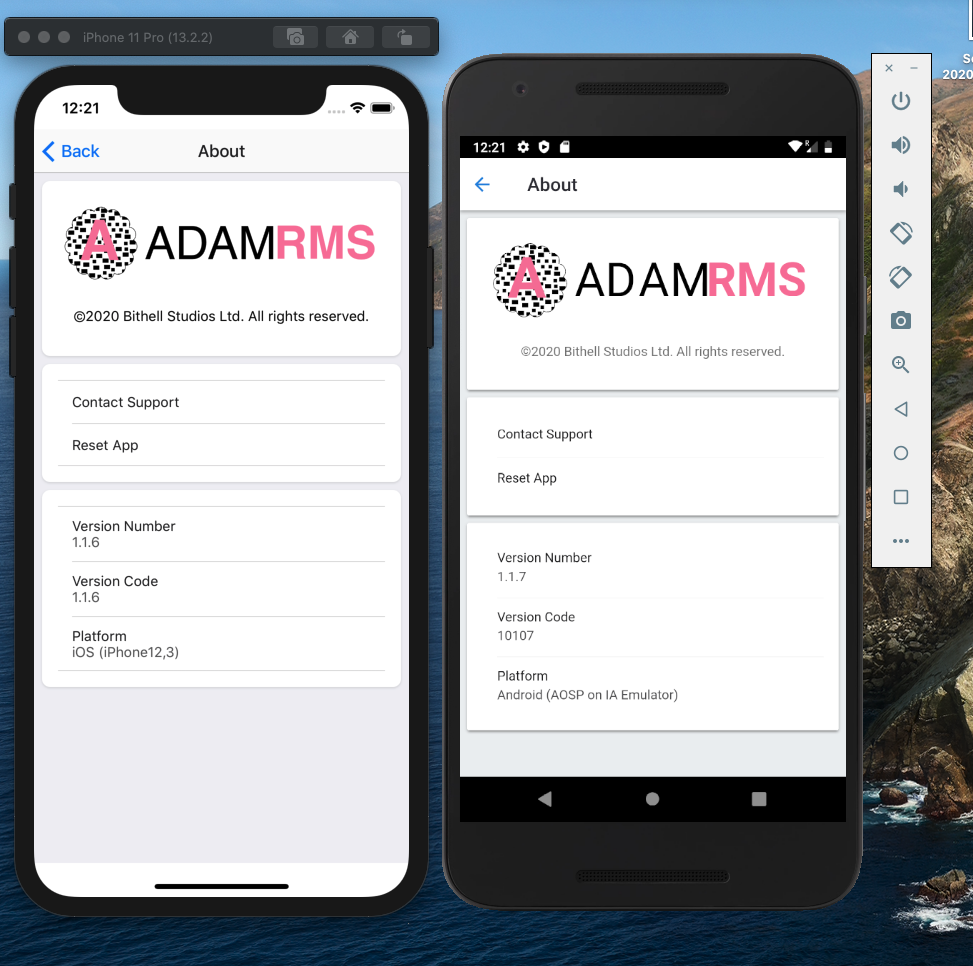 iPhone 11 Pro (13.2.2)
12:21
Back
About
A ADAMRMS
©2020 Bithell Studios Ltd. All rights reserved.
Contact Support
Reset App
Version Number
1.1.6
Version Code
1.1.6
Platform
iOS (iPhone12,3)
12:21
R
About
A ADAMRMS
©2020 Bithell Studios Ltd. All rights reserved.
Contact Support
Reset App
Version Number
1.1.7
Version Code
10107
Platform
Android (AOSP on IA Emulator)
2020